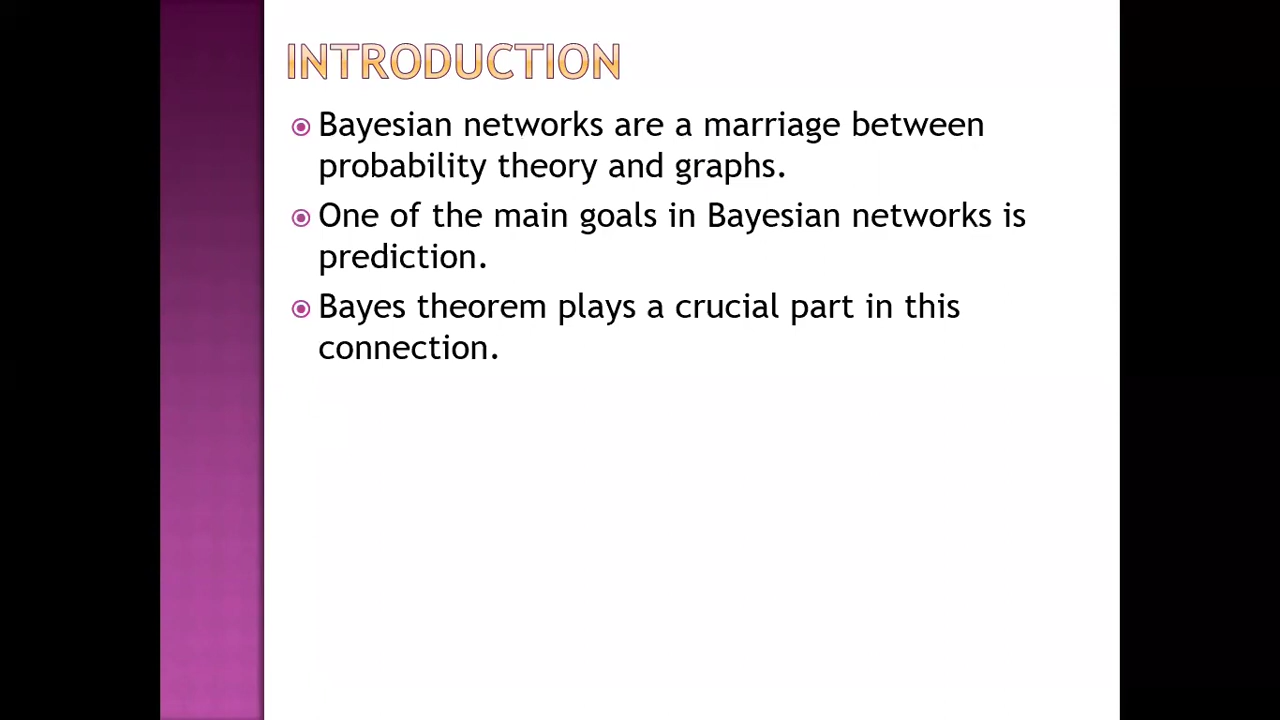 INTRODUCTION
Bayesian networks are a marriage between
probability theory and graphs.
One of the main goals in Bayesian networks is
prediction.
Bayes theorem plays a crucial part in this
connection.